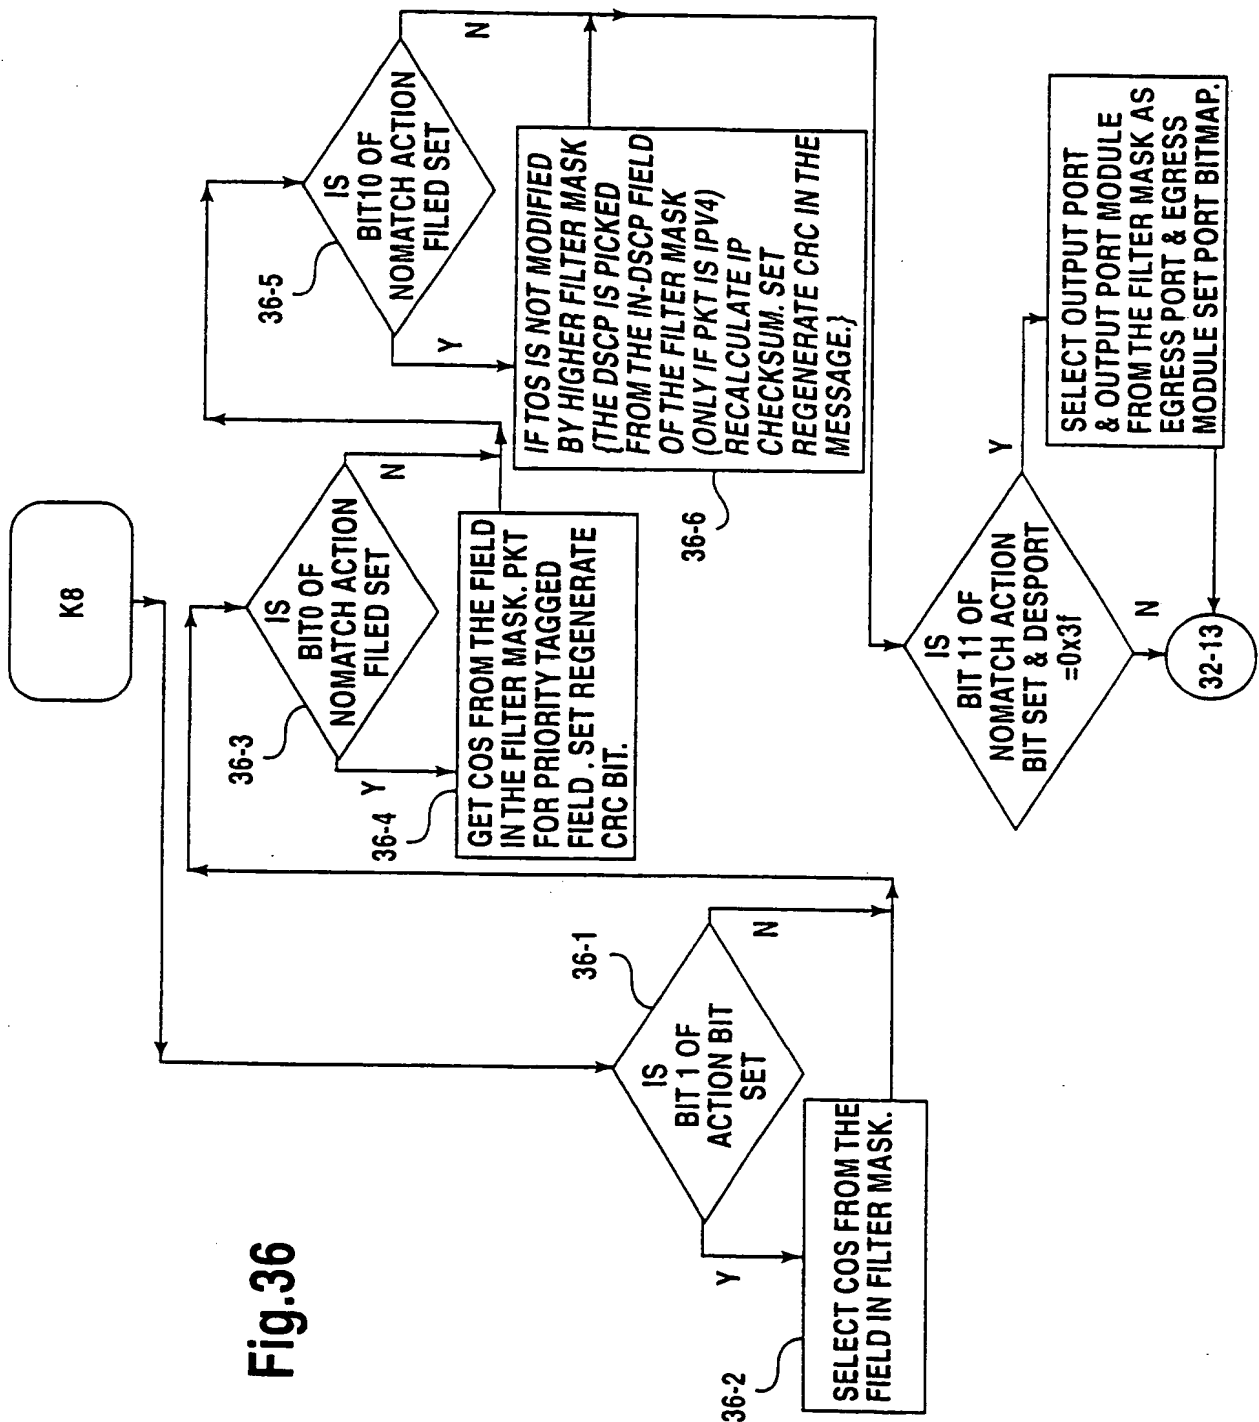 K8
36-1
IS
BIT 1 OF
ACTION BIT
SET
Y
N
36-2
SELECT COS FROM THE
FIELD IN FILTER MASK.
36-3
IS
BIT0 OF
NOMATCH ACTION
FILED SET
Y
N
36-4
GET COS FROM THE FIELD
IN THE FILTER MASK. PKT
FOR PRIORITY TAGGED
FIELD . SET REGENERATE
CRC BIT.
36-5
IS
BIT10 OF
NOMATCH ACTION
FILED SET
Y
N
36-6
IF TOS IS NOT MODIFIED
BY HIGHER FILTER MASK
{THE DSCP IS PICKED
FROM THE IN-DSCP FIELD
OF THE FILTER MASK
(ONLY IF PKT IS IPV4)
RECALCULATE IP
CHECKSUM. SET
REGENERATE CRC IN THE
MESSAGE.}
IS
BIT 11 OF
NOMATCH ACTION
BIT SET & DESPORT
=0x3f
Y
N
SELECT OUTPUT PORT
& OUTPUT PORT MODULE
FROM THE FILTER MASK AS
EGRESS PORT & EGRESS
MODULE SET PORT BITMAP.
32-13
Fig.36